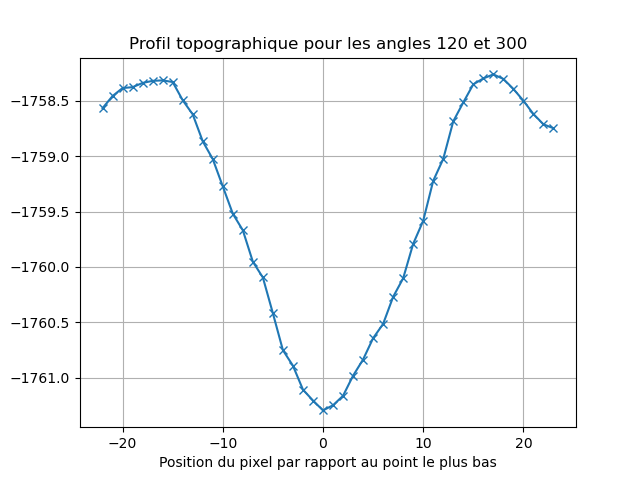 Profil topographique pour les angles 120 et 300
−1758.5
−1759.0
−1759.5
−1760.0
−1760.5
−1761.0
−20 −10 0 10 20
Position du pixel par rapport au point le plus bas